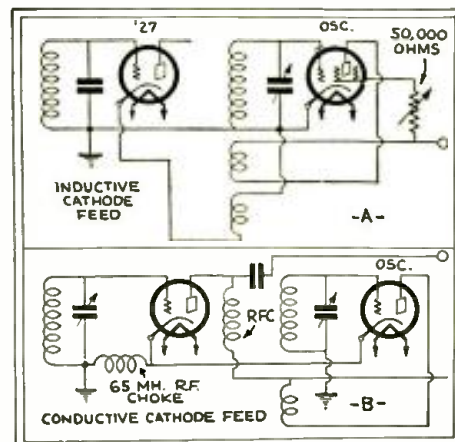 '27
OSC.
50,000
OHMS
INDUCTIVE
CATHODE
FEED
-A-
OSC.
RFC
65 MH. R.F.
CHOKE
CONDUCTIVE CATHODE FEED
-B-